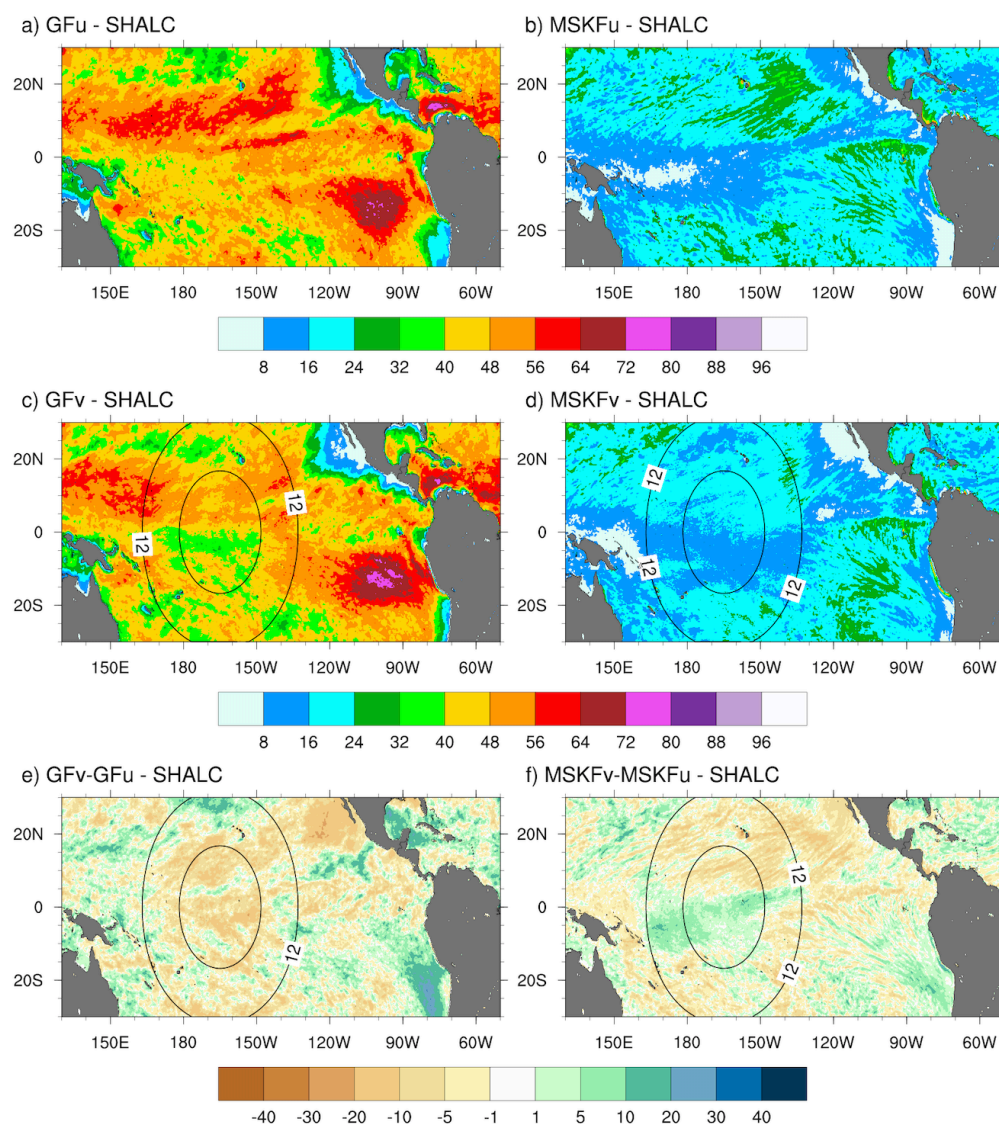 a) GFu - SHALC
b) MSKFu - SHALC
20N
0
20S
150E 180 150W 120W 90W 60W
20N
0
20S
150E 180 150W 120W 90W 60W
8 16 24 32 40 48 56 64 72 80 88 96
c) GFv - SHALC
d) MSKFv - SHALC
20N
0
20S
12
12
150E 180 150W 120W 90W 60W
20N
0
20S
12
12
150E 180 150W 120W 90W 60W
8 16 24 32 40 48 56 64 72 80 88 96
e) GFv-GFu - SHALC
f) MSKFv-MSKFu - SHALC
20N
0
20S
12
150E 180 150W 120W 90W 60W
20N
0
20S
12
150E 180 150W 120W 90W 60W
-40 -30 -20 -10 -5 -1 1 5 10 20 30 40